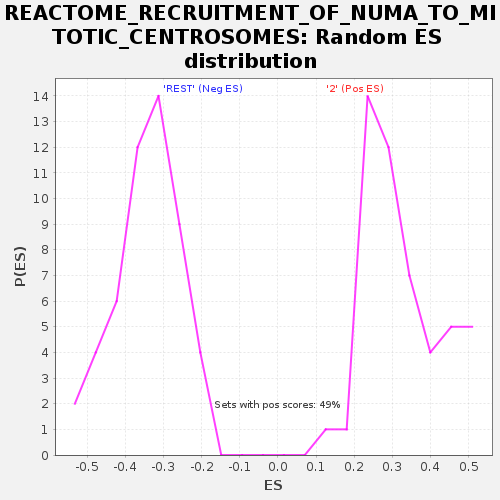 REACTOME_RECRUITMENT_OF_NUMA_TO_MI
TOTIC_CENTROSOMES: Random ES
distribution
'REST' (Neg ES) '2' (Pos ES)
14
13
12
11
10
9
8
7
6
5
4
3
2
1
0
P(ES)
Sets with pos scores: 49%
-0.5 -0.4 -0.3 -0.2 -0.1 0.0 0.1 0.2 0.3 0.4 0.5
ES